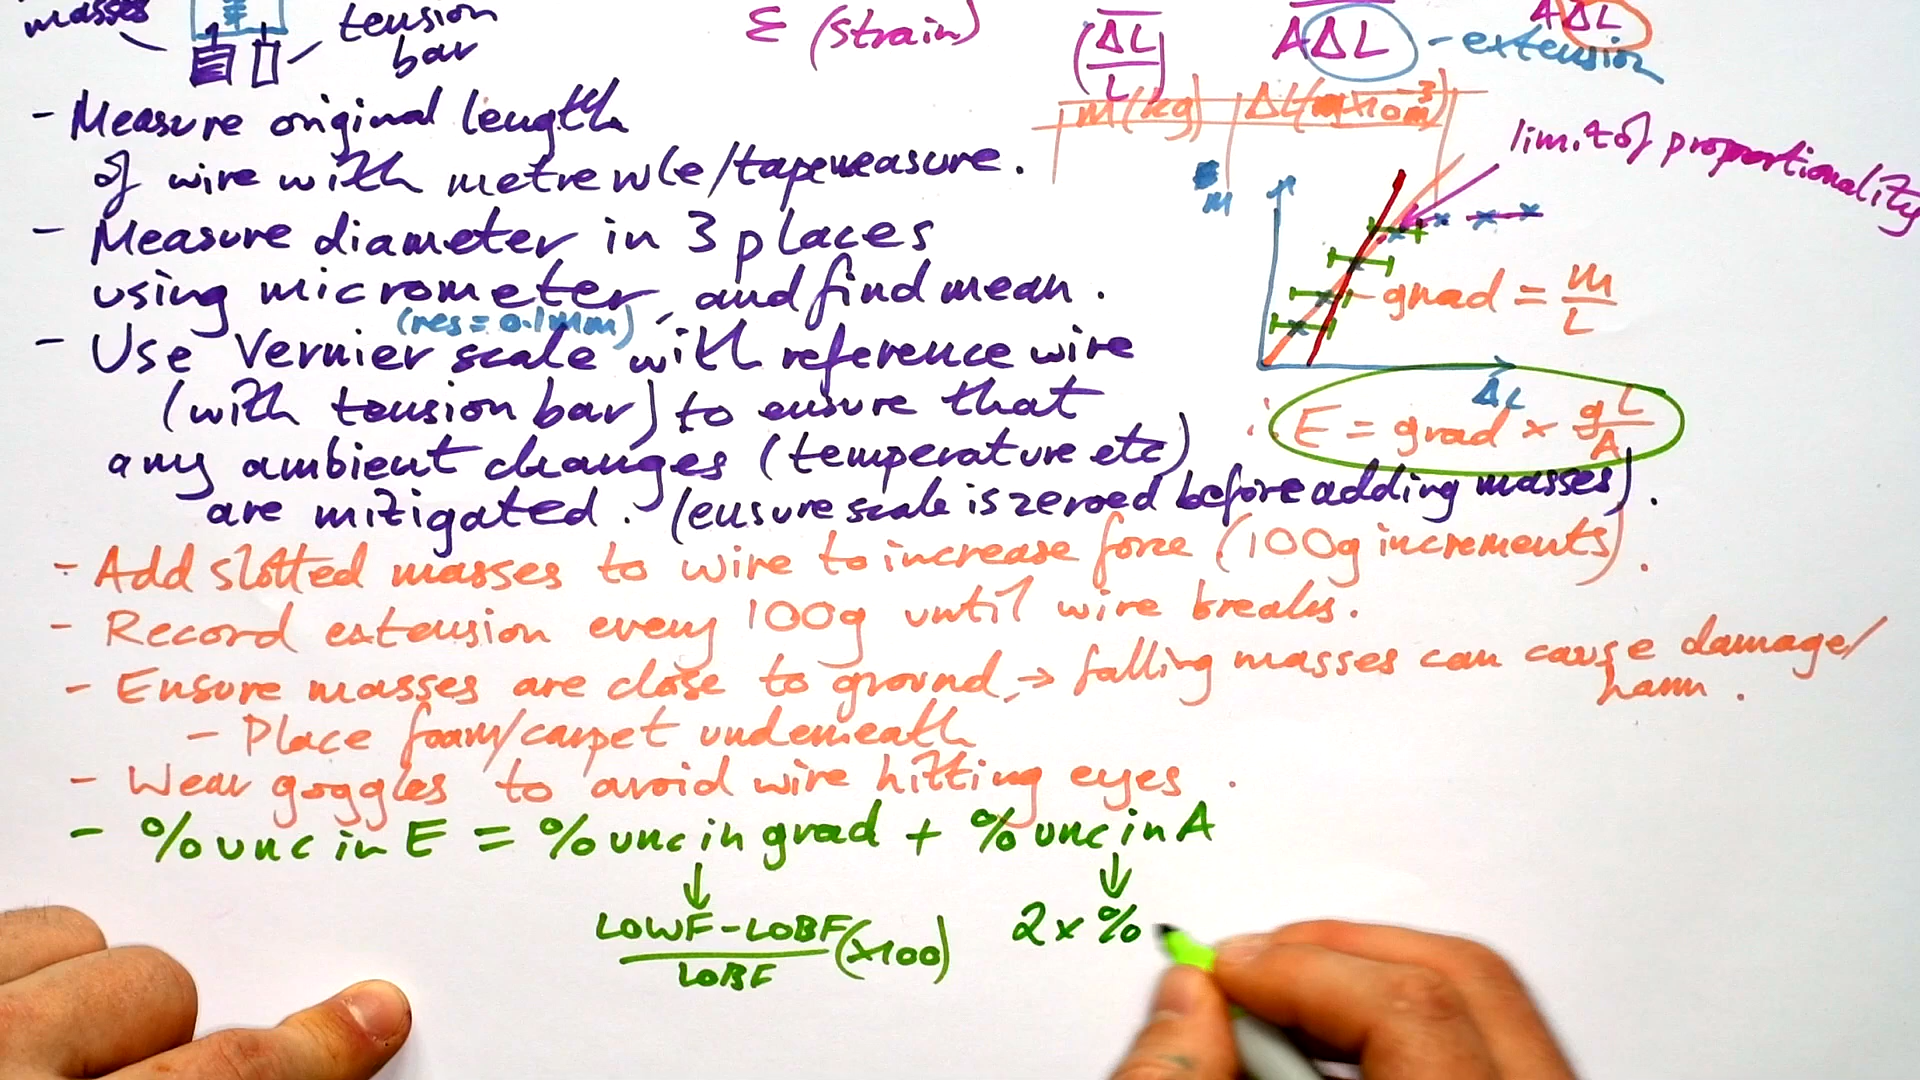 masses
tension
bar
ε (strain)
(ΔL/L)
AΔL
- extension
AΔL
- Measure original length
of wire with metre rule/tapemeasure.
- Measure diameter in 3 places
using micrometer, and find mean.
(res = 0.1mm)
- Use Vernier scale with reference wire
(with tension bar) to ensure that
any ambient changes (temperature etc)
are mitigated. (ensure scale is zeroed before adding masses).
m (kg)
limit of proportionality
m
grad = m/L
ΔL
∴ E = grad × gL/A
- Add slotted masses to wire to increase force (100g increments).
- Record extension every 100g until wire breaks.
- Ensure masses are close to ground → falling masses can cause damage/
harm.
- Place foam/carpet underneath
- Wear goggles to avoid wire hitting eyes.
- % unc in E = % unc in grad + % unc in A
↓ ↓
LOWF-LOBF/LOBF (×100)
2 × %